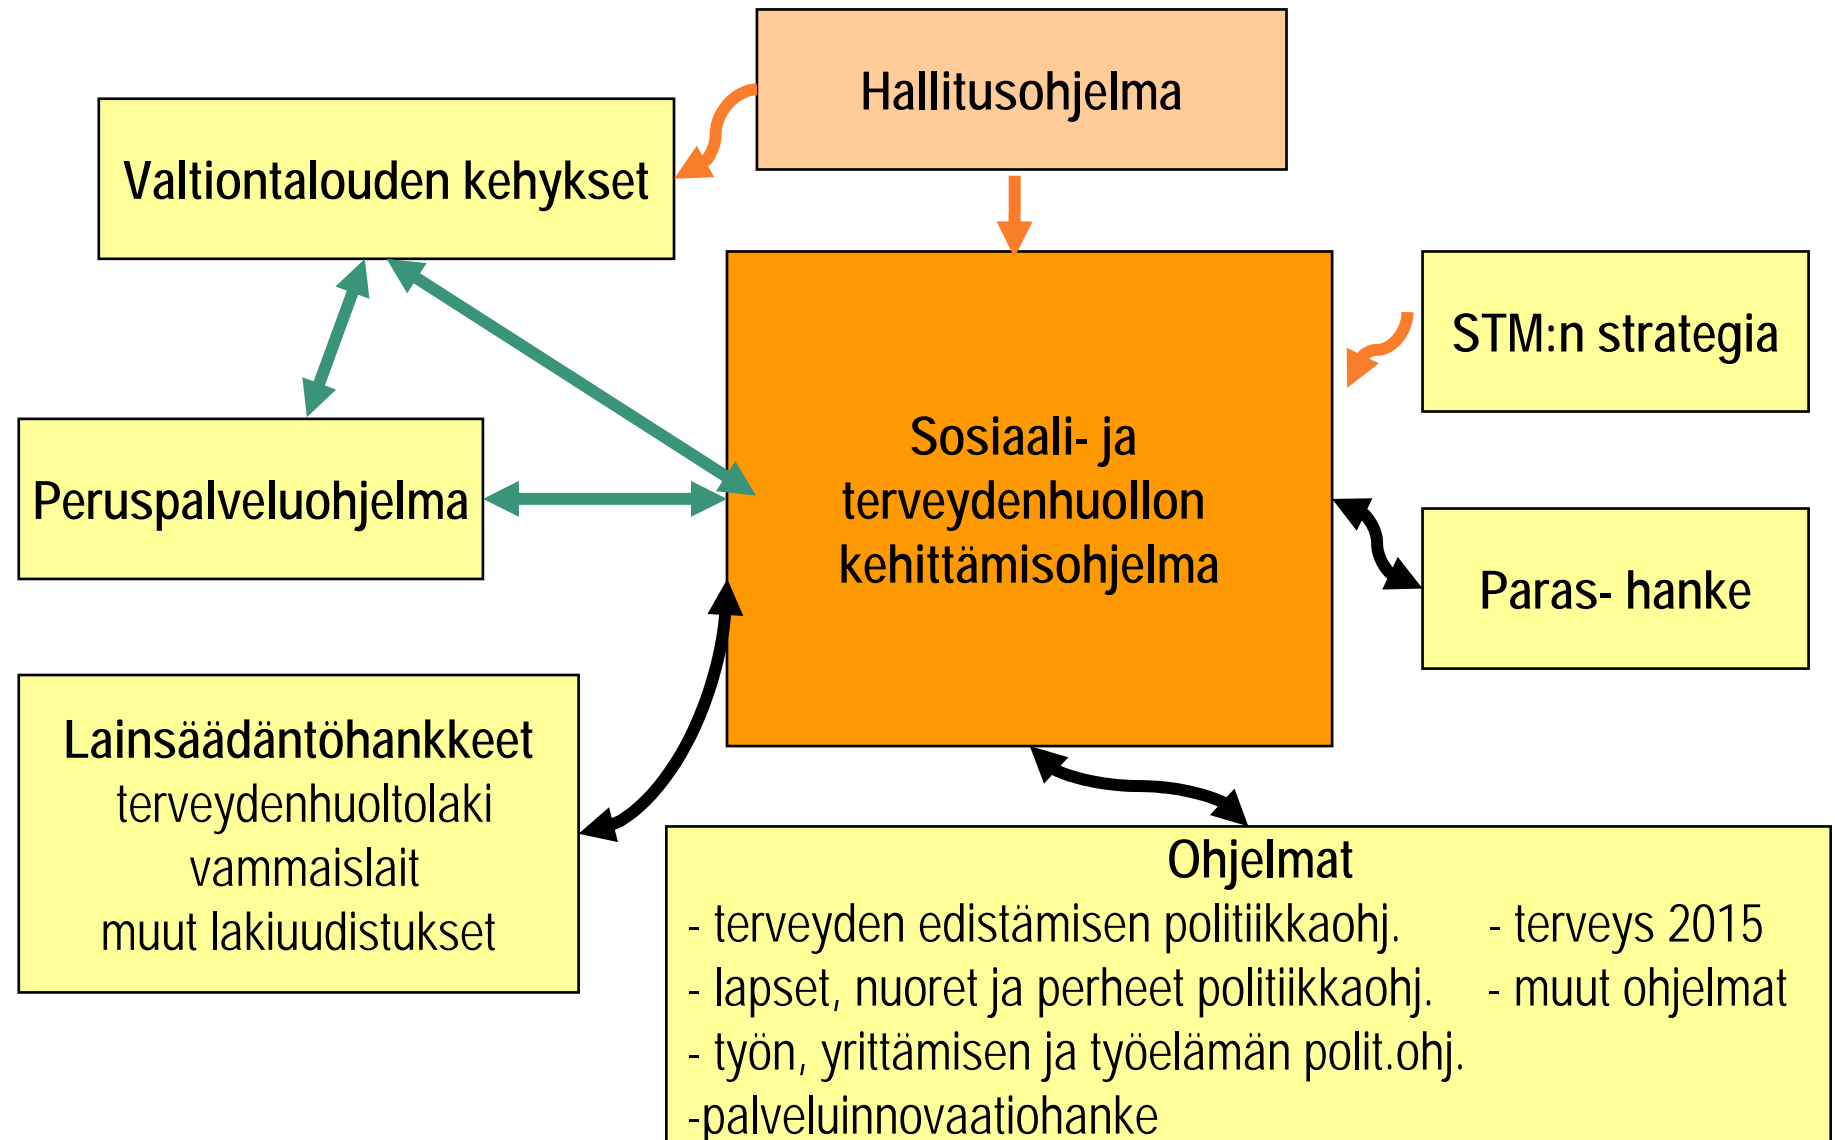 Hallitusohjelma
Valtiontalouden kehykset
STM:n strategia
Sosiaali- ja
terveydenhuollon
kehittämisohjelma
Peruspalveluohjelma
Paras- hanke
Lainsäädäntöhankkeet
terveydenhuoltolaki
vammaislait
muut lakiuudistukset
Ohjelmat
- terveyden edistämisen politiikkaohj. - terveys 2015
- lapset, nuoret ja perheet politiikkaohj. - muut ohjelmat
- työn, yrittämisen ja työelämän polit.ohj.
-palveluinnovaatiohanke